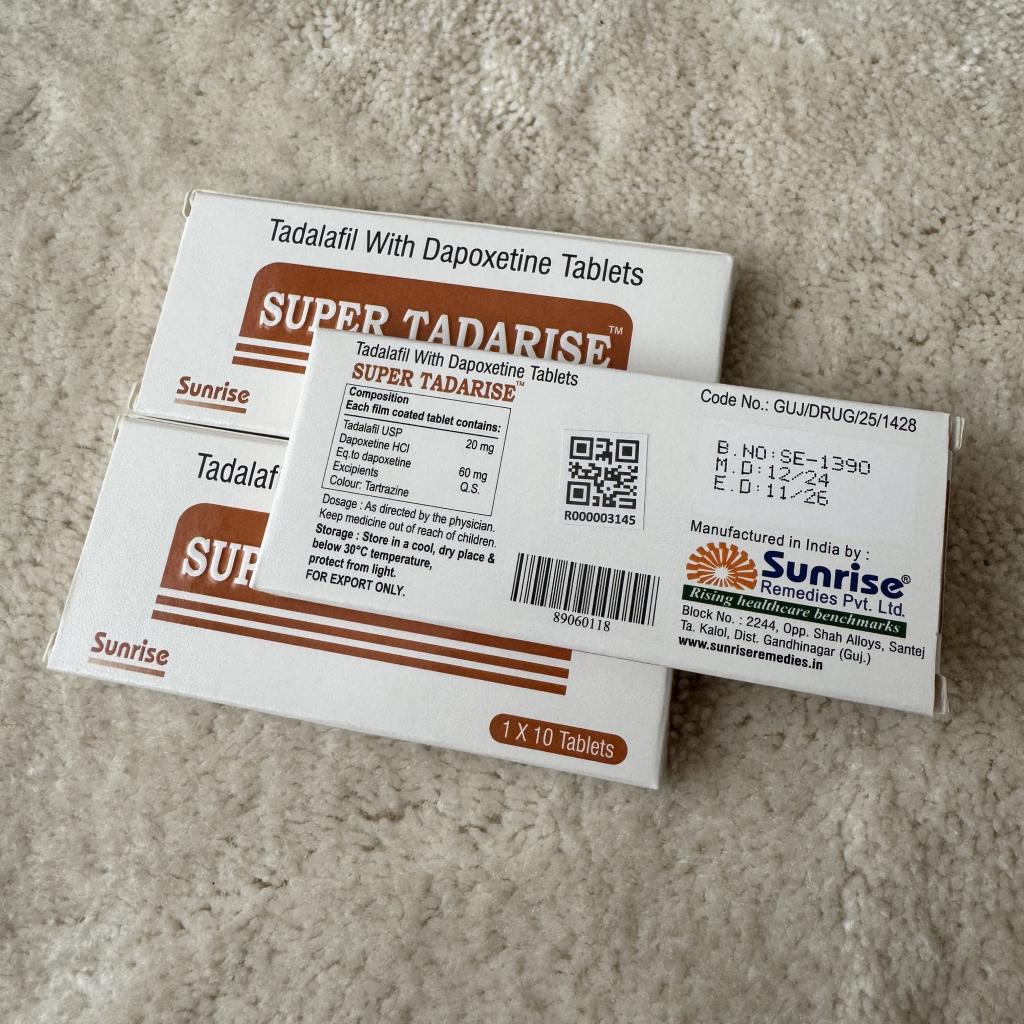 Tadalafil With Dapoxetine Tablets
SUPER TADARISE™
Sunrise
Tadalafil With Dapoxetine Tablets
SUPER TADARISE™
Composition
Each film coated tablet contains:
Tadalafil USP 20 mg
Dapoxetine HCl
Eq.to dapoxetine 60 mg
Excipients Q.S.
Colour: Tartrazine
Dosage : As directed by the physician.
Keep medicine out of reach of children.
Storage : Store in a cool, dry place &
below 30°C temperature,
protect from light.
FOR EXPORT ONLY.
R000003145
89060118
Code No.: GUJ/DRUG/25/1428
B.NO:SE-1390
M.D:12/24
E.D:11/26
Manufactured in India by :
Sunrise®
Remedies Pvt. Ltd.
Rising healthcare benchmarks
Block No. : 2244, Opp. Shah Alloys, Santej
Ta. Kalol, Dist. Gandhinagar (Guj.)
www.sunriseremedies.in
Tadalaf
SUP
Sunrise
1 X 10 Tablets